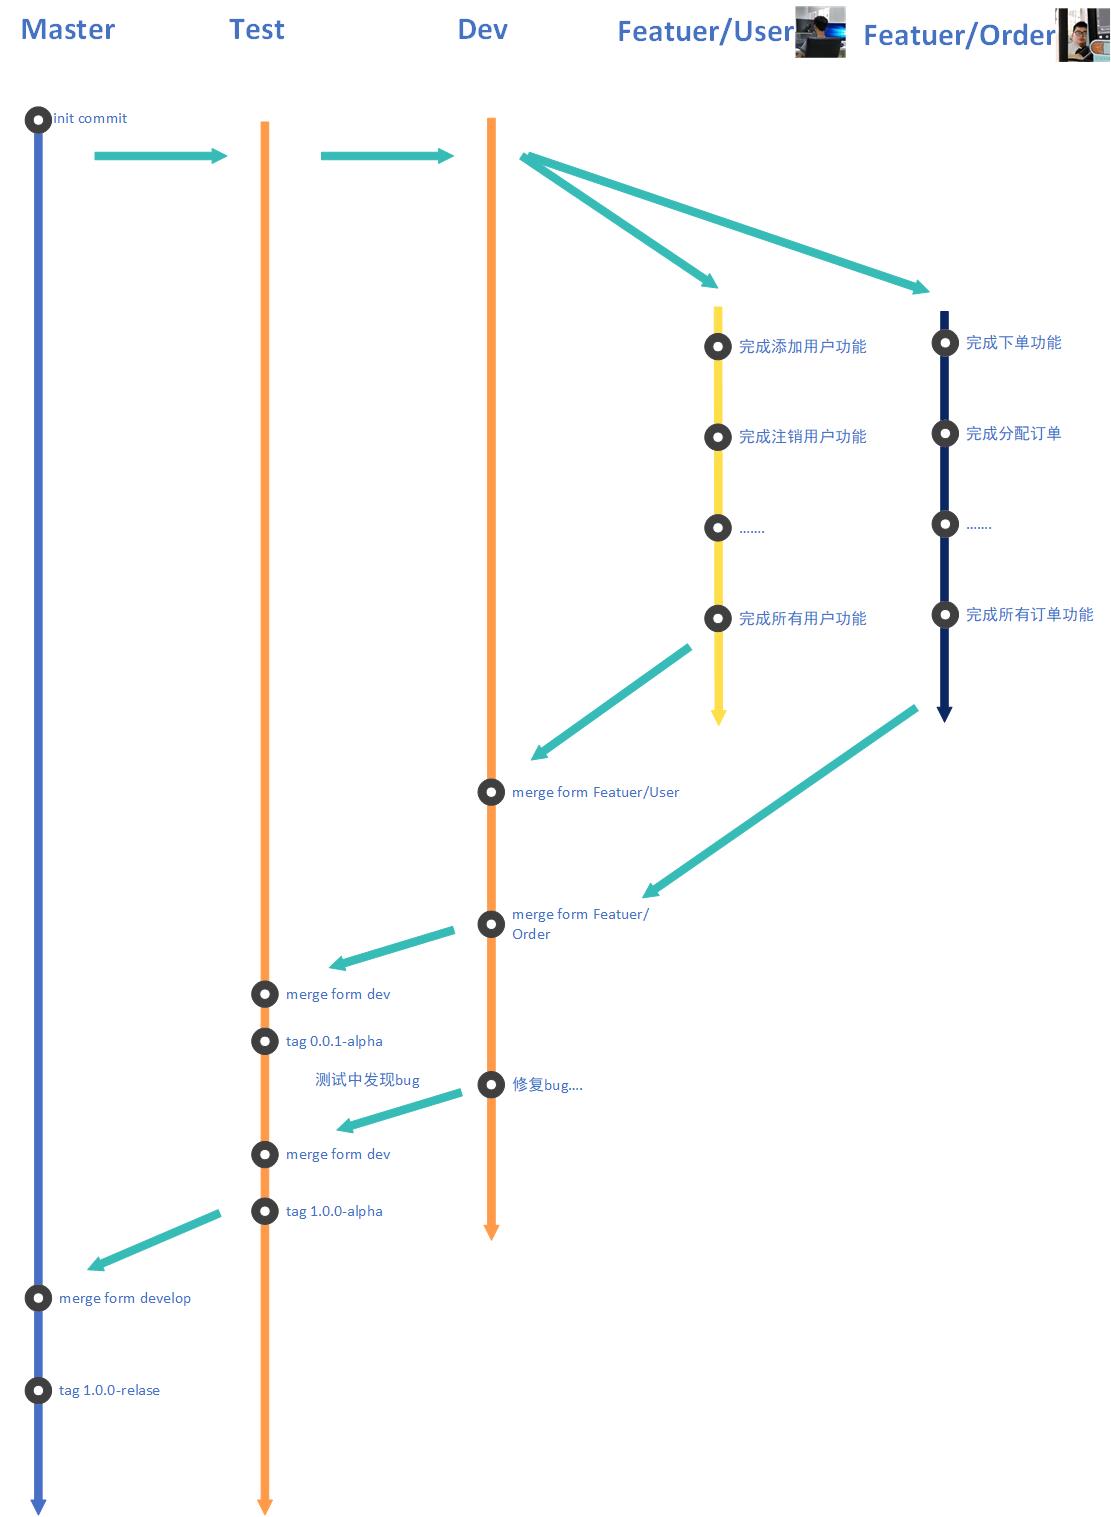 Master
Test
Dev
Featuer/User
Featuer/Order
init commit
完成添加用户功能
完成下单功能
完成注销用户功能
完成分配订单
.......
.......
完成所有用户功能
完成所有订单功能
merge form Featuer/User
merge form Featuer/
Order
merge form dev
tag 0.0.1-alpha
测试中发现bug
修复bug....
merge form dev
tag 1.0.0-alpha
merge form develop
tag 1.0.0-relase